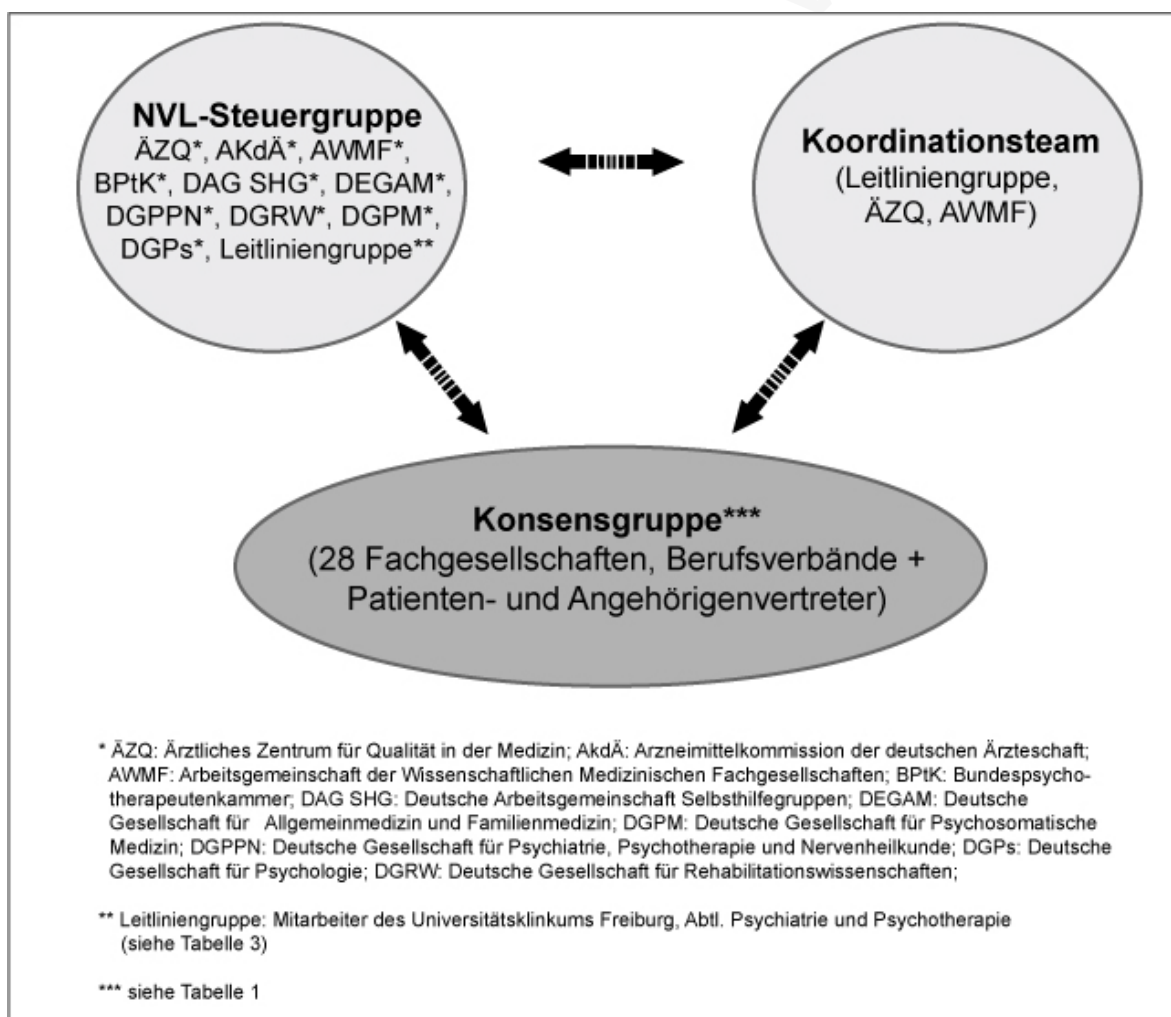 NVL-Steuergruppe
ÄZQ*, AKdÄ*, AWMF*,
BPtK*, DAG SHG*, DEGAM*,
DGPPN*, DGRW*, DGPM*,
DGPs*, Leitliniengruppe**
Koordinationsteam
(Leitliniengruppe,
ÄZQ, AWMF)
Konsensgruppe***
(28 Fachgesellschaften, Berufsverbände +
Patienten- und Angehörigenvertreter)
* ÄZQ: Ärztliches Zentrum für Qualität in der Medizin; AkdÄ: Arzneimittelkommission der deutschen Ärzteschaft;
AWMF: Arbeitsgemeinschaft der Wissenschaftlichen Medizinischen Fachgesellschaften; BPtK: Bundespsycho-
therapeutenkammer; DAG SHG: Deutsche Arbeitsgemeinschaft Selbsthilfegruppen; DEGAM: Deutsche
Gesellschaft für Allgemeinmedizin und Familienmedizin; DGPM: Deutsche Gesellschaft für Psychosomatische
Medizin; DGPPN: Deutsche Gesellschaft für Psychiatrie, Psychotherapie und Nervenheilkunde; DGPs: Deutsche
Gesellschaft für Psychologie; DGRW: Deutsche Gesellschaft für Rehabilitationswissenschaften;
** Leitliniengruppe: Mitarbeiter des Universitätsklinkums Freiburg, Abtl. Psychiatrie und Psychotherapie
(siehe Tabelle 3)
*** siehe Tabelle 1